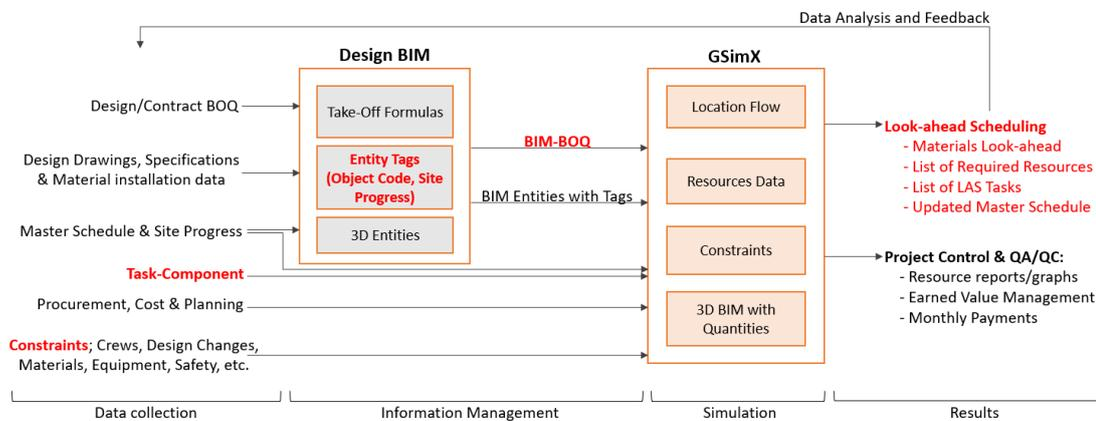 Data Analysis and Feedback
Design BIM
GSimX
Design/Contract BOQ
Design Drawings, Specifications
& Material installation data
Master Schedule & Site Progress
Task-Component
Procurement, Cost & Planning
Constraints; Crews, Design Changes,
Materials, Equipment, Safety, etc.
Take-Off Formulas
Entity Tags
(Object Code, Site
Progress)
3D Entities
BIM-BOQ
BIM Entities with Tags
Location Flow
Resources Data
Constraints
3D BIM with
Quantities
Look-ahead Scheduling
- Materials Look-ahead
- List of Required Resources
- List of LAS Tasks
- Updated Master Schedule
Project Control & QA/QC:
- Resource reports/graphs
- Earned Value Management
- Monthly Payments
Data collection
Information Management
Simulation
Results